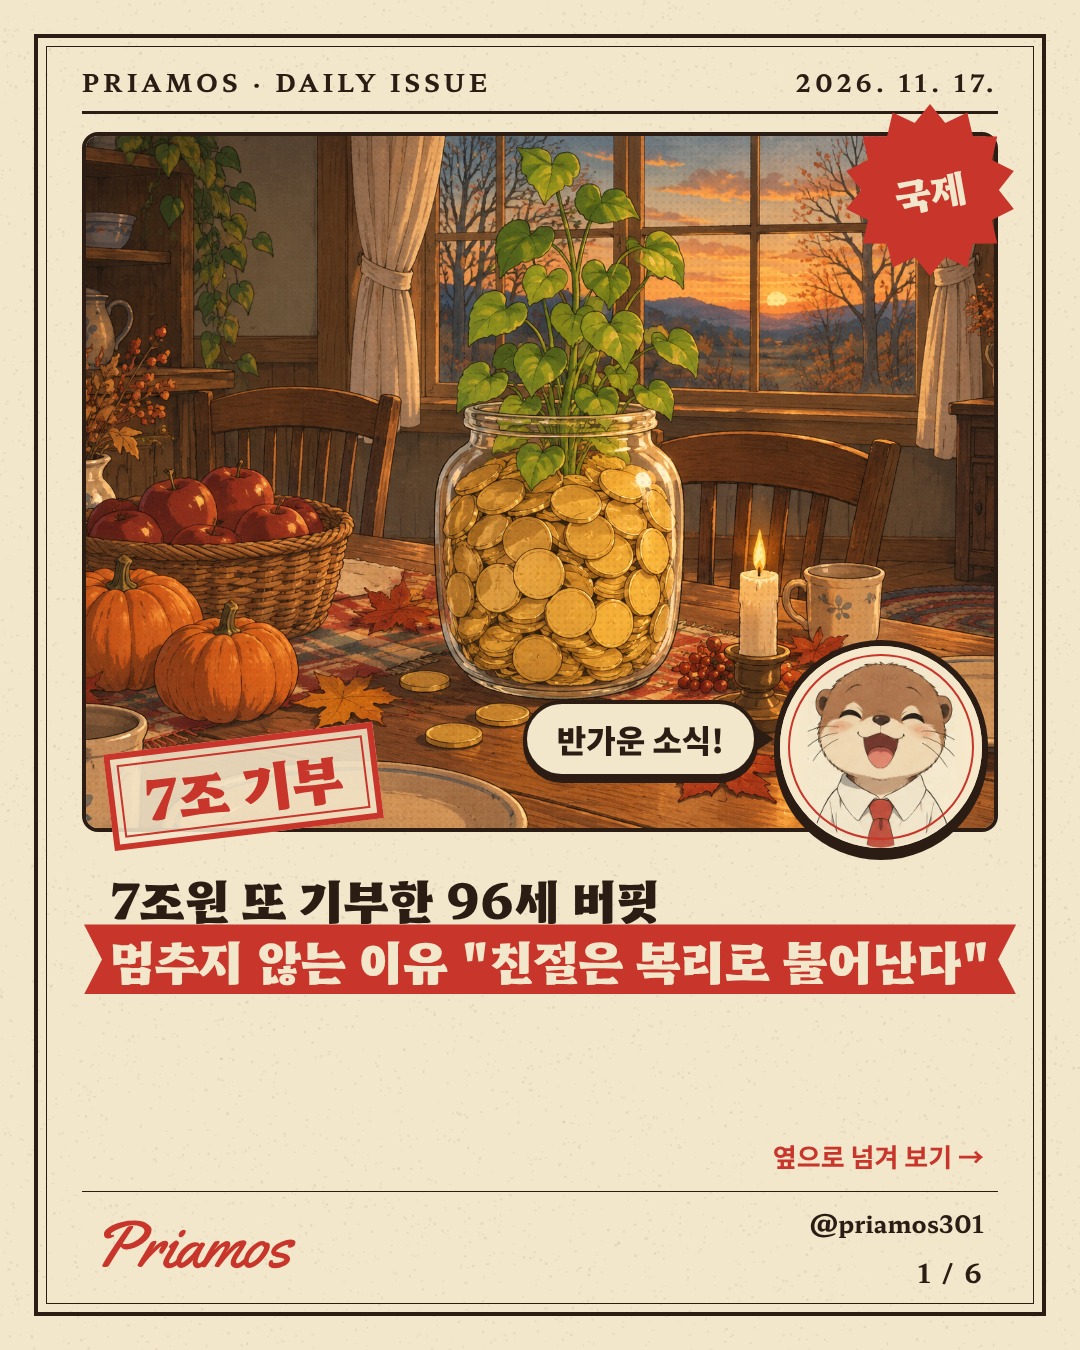 PRIAMOS · DAILY ISSUE
2026. 11. 17.
국제
반가운 소식!
7조 기부
7조원 또 기부한 96세 버핏
멈추지 않는 이유 "친절은 복리로 불어난다"
옆으로 넘겨 보기 →
Priamos
@priamos301
1 / 6